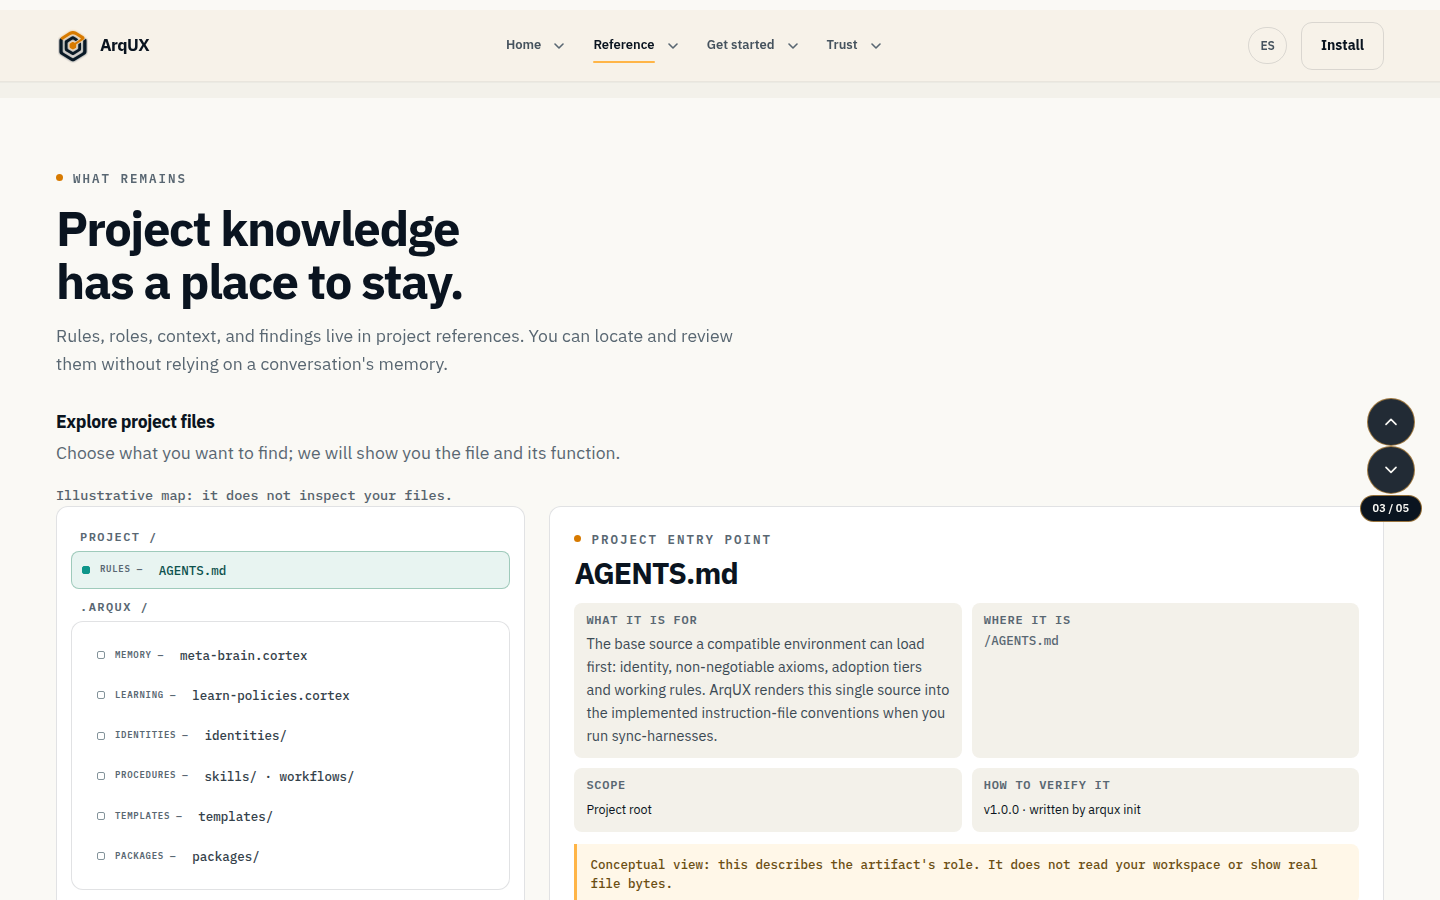 ArqUX
Home
Reference
Get started
Trust
ES
Install
WHAT REMAINS
Project knowledge
has a place to stay.
Rules, roles, context, and findings live in project references. You can locate and review
them without relying on a conversation's memory.
Explore project files
Choose what you want to find; we will show you the file and its function.
Illustrative map: it does not inspect your files.
03 / 05
PROJECT /
RULES — AGENTS.md
.ARQUX /
MEMORY — meta-brain.cortex
LEARNING — learn-policies.cortex
IDENTITIES — identities/
PROCEDURES — skills/ · workflows/
TEMPLATES — templates/
PACKAGES — packages/
PROJECT ENTRY POINT
AGENTS.md
WHAT IT IS FOR
The base source a compatible environment can load
first: identity, non-negotiable axioms, adoption tiers
and working rules. ArqUX renders this single source into
the implemented instruction-file conventions when you
run sync-harnesses.
WHERE IT IS
/AGENTS.md
SCOPE
Project root
HOW TO VERIFY IT
v1.0.0 · written by arqux init
Conceptual view: this describes the artifact's role. It does not read your workspace or show real
file bytes.